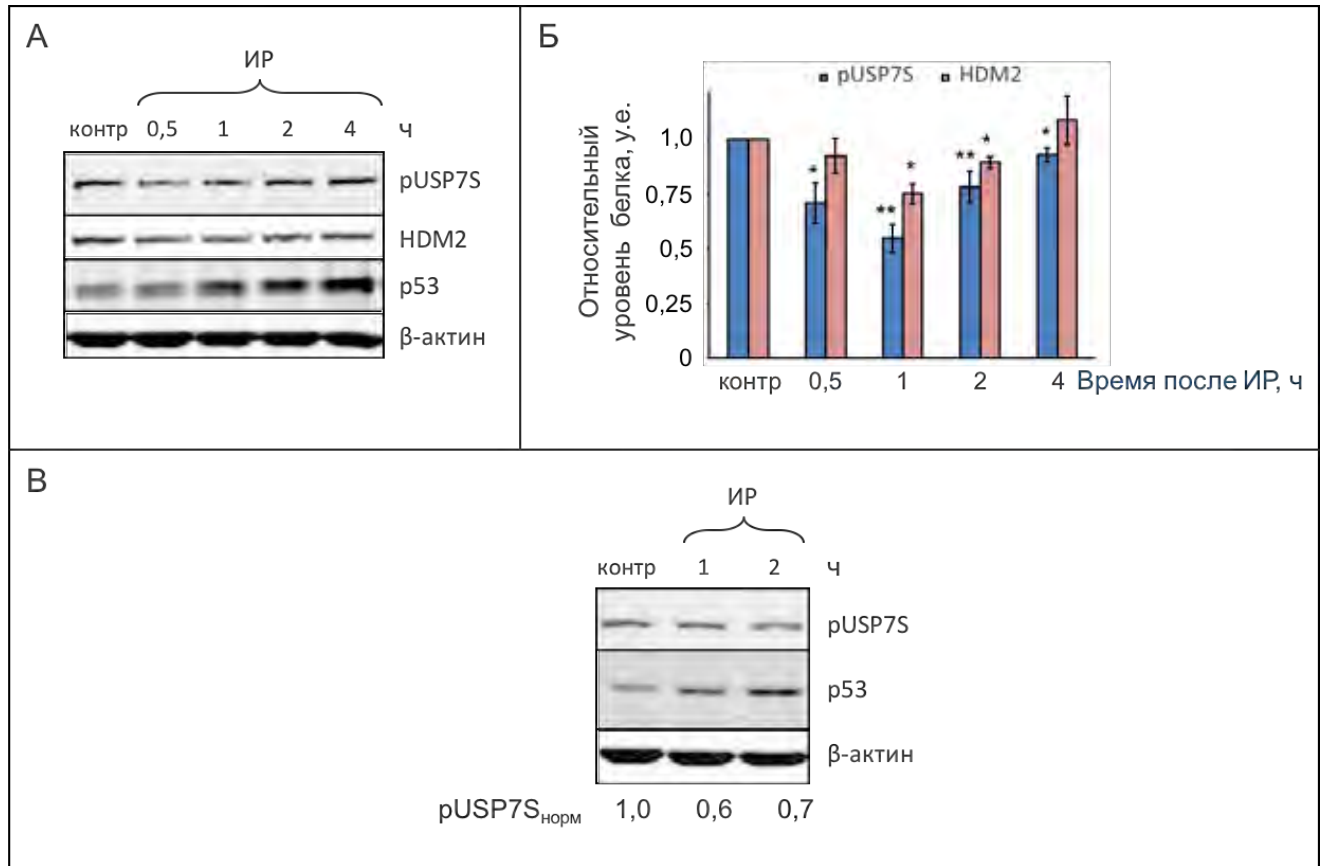 А
ИР
контр 0,5 1 2 4 ч
pUSP7S
HDM2
p53
β-актин
Б
pUSP7S HDM2
Относительный
уровень белка, у.е.
1,0
0,75
0,5
0,25
0
* ** * ** * *
контр 0,5 1 2 4 Время после ИР, ч
В
ИР
контр 1 2 ч
pUSP7S
p53
β-актин
pUSP7Sнорм 1,0 0,6 0,7